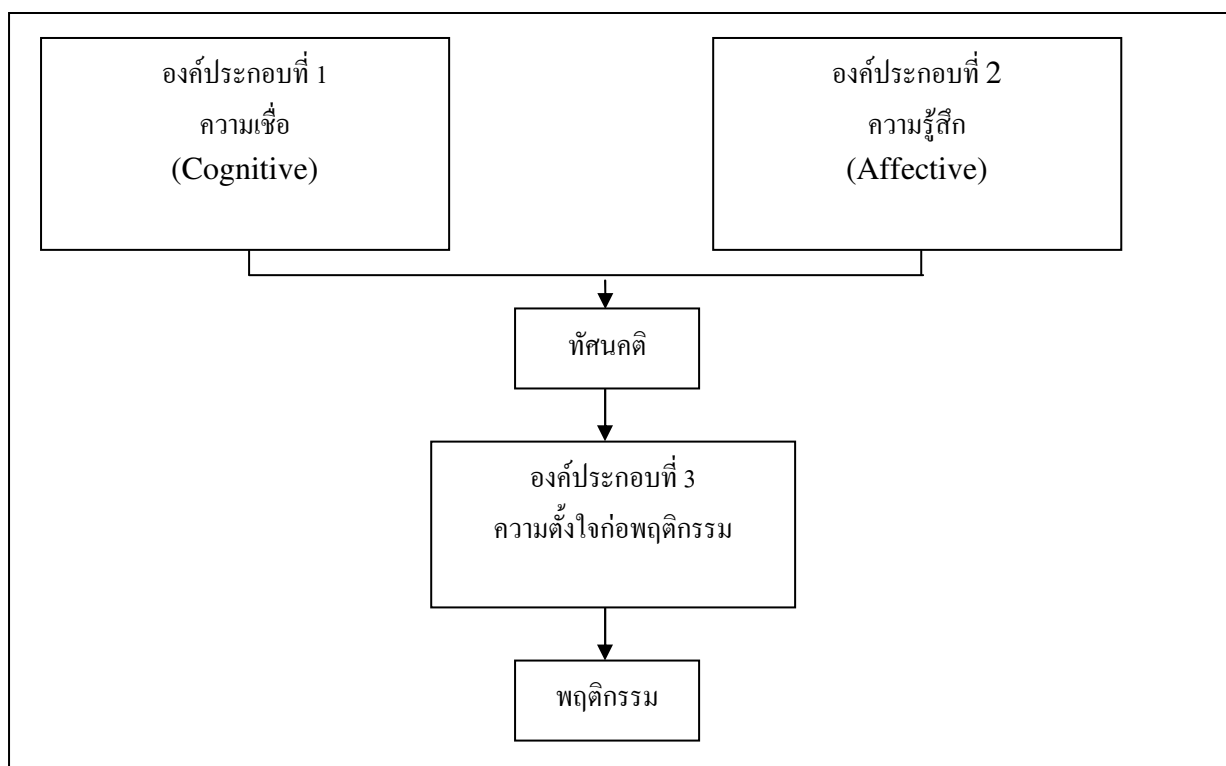 องค์ประกอบที่ 1
ความเชื่อ
(Cognitive)
องค์ประกอบที่ 2
ความรู้สึก
(Affective)
ทัศนคติ
องค์ประกอบที่ 3
ความตั้งใจก่อพฤติกรรม
พฤติกรรม